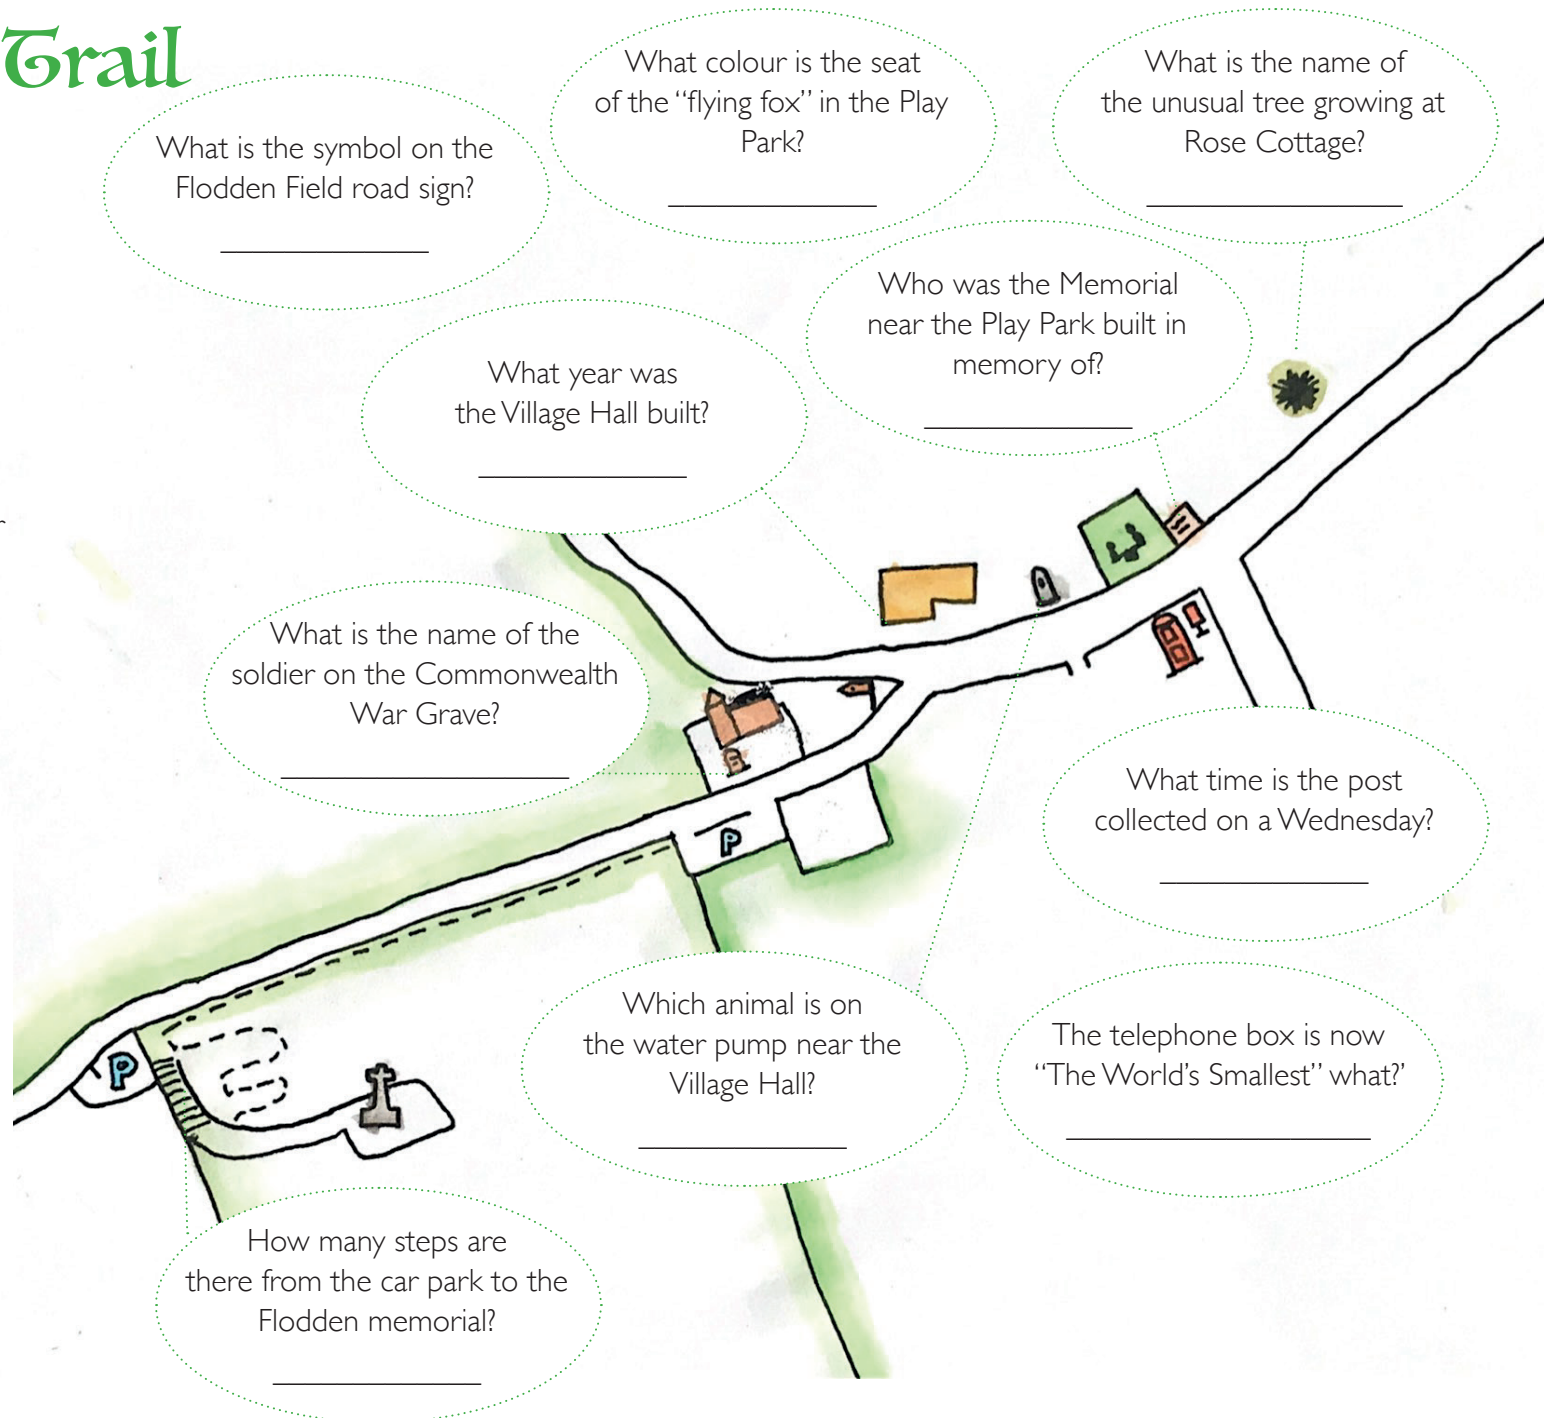 Trail
What is the symbol on the
Flodden Field road sign?
What colour is the seat
of the “flying fox” in the Play
Park?
What is the name of
the unusual tree growing at
Rose Cottage?
Who was the Memorial
near the Play Park built in
memory of?
What year was
the Village Hall built?
What is the name of the
soldier on the Commonwealth
War Grave?
What time is the post
collected on a Wednesday?
P
Which animal is on
the water pump near the
Village Hall?
The telephone box is now
“The World’s Smallest” what?’
P
How many steps are
there from the car park to the
Flodden memorial?